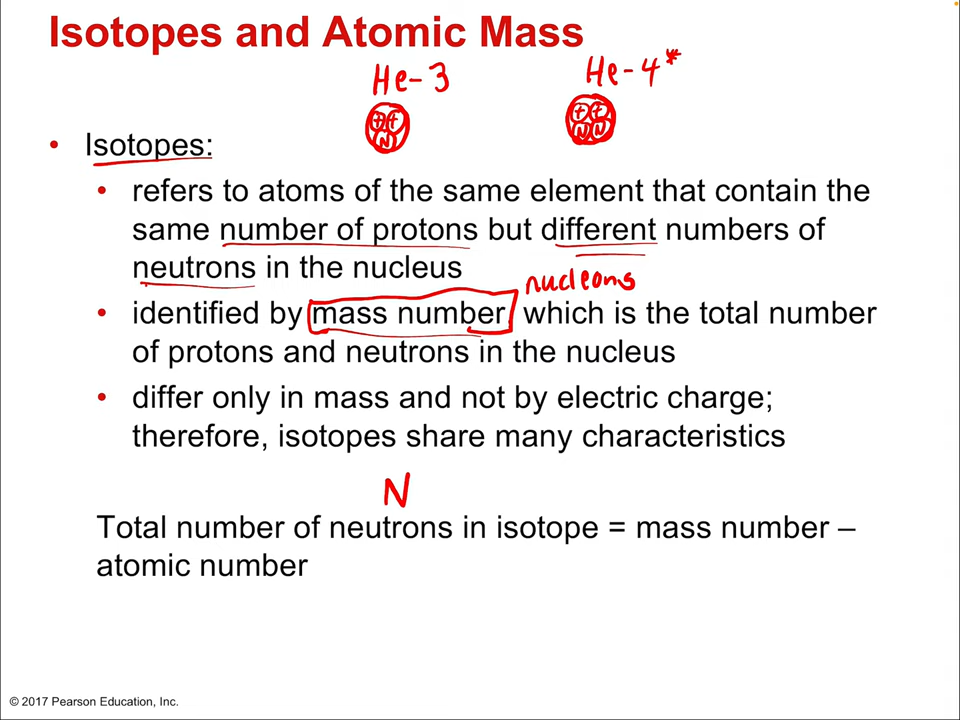 Isotopes and Atomic Mass
He-3 He-4*
+ + + +
N N N
• Isotopes:
• refers to atoms of the same element that contain the
same number of protons but different numbers of
neutrons in the nucleus
nucleons
• identified by mass number, which is the total number
of protons and neutrons in the nucleus
• differ only in mass and not by electric charge;
therefore, isotopes share many characteristics
N
Total number of neutrons in isotope = mass number –
atomic number
© 2017 Pearson Education, Inc.